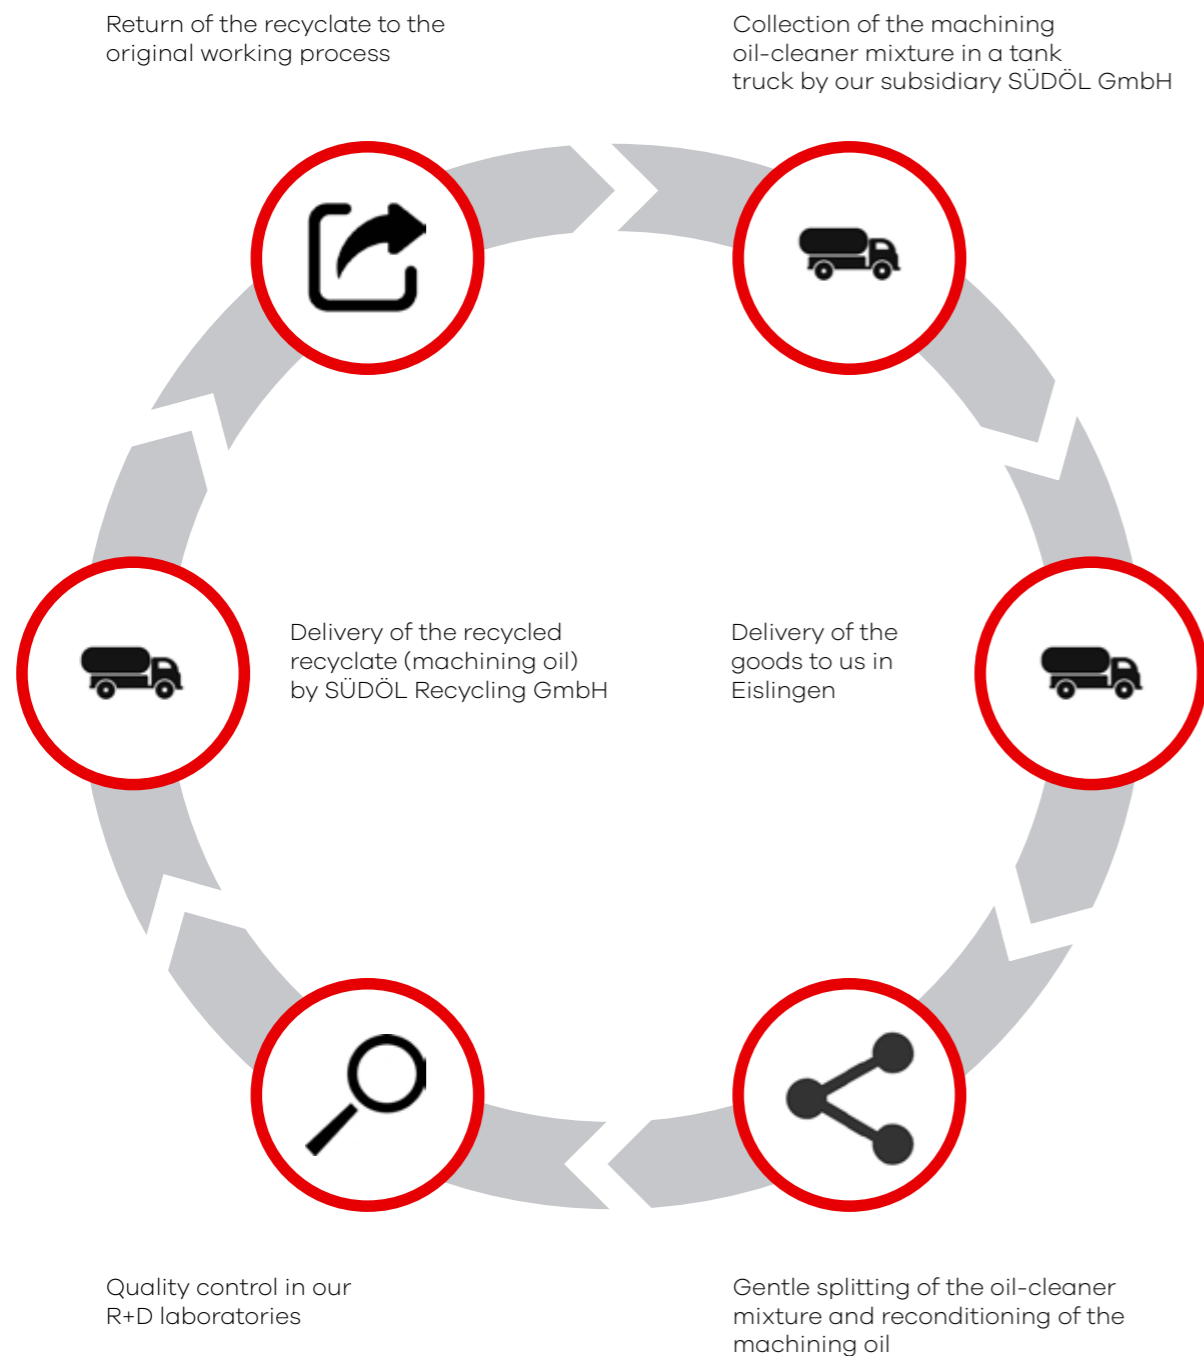 Return of the recyclate to the
original working process
Collection of the machining
oil-cleaner mixture in a tank
truck by our subsidiary SÜDÖL GmbH
Delivery of the recycled
recyclate (machining oil)
by SÜDÖL Recycling GmbH
Delivery of the
goods to us in
Eislingen
Quality control in our
R+D laboratories
Gentle splitting of the oil-cleaner
mixture and reconditioning of the
machining oil